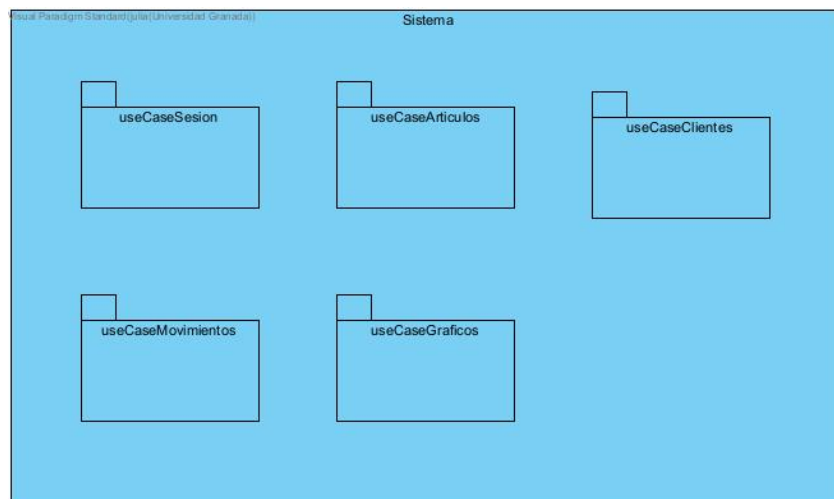 Visual Paradigm Standard(julia(Universidad Granada))
Sistema
useCaseSesion
useCaseArticulos
useCaseClientes
useCaseMovimientos
useCaseGraficos